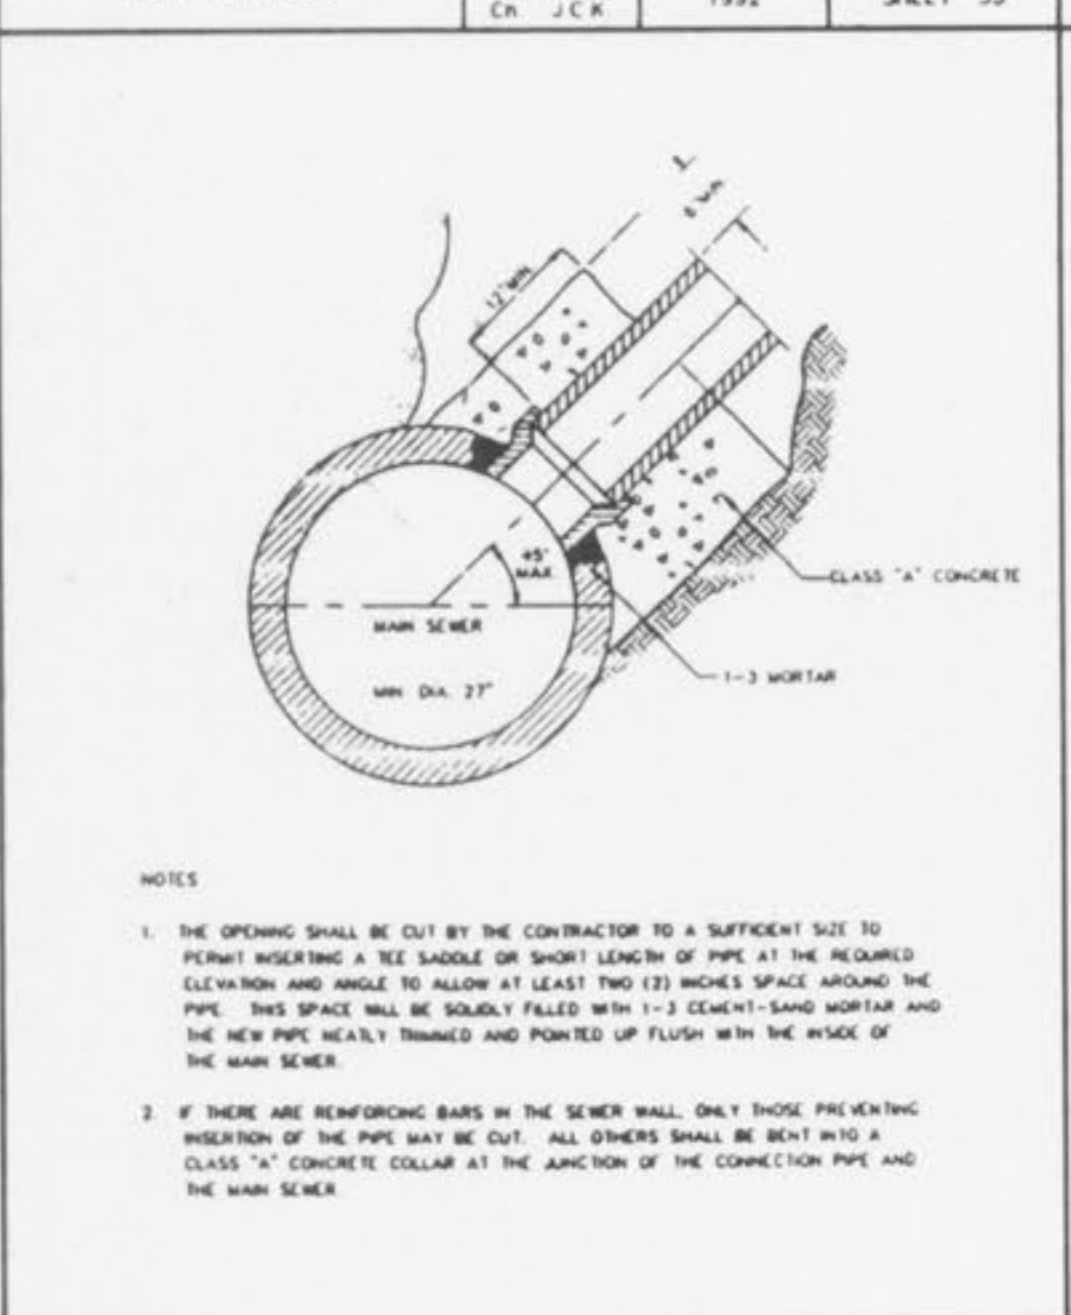 Ch. JCK
1992
12" MIN
45°
MAX.
MAIN SEWER
MIN DIA. 27"
CLASS "A" CONCRETE
1-3 MORTAR
NOTES
1. THE OPENING SHALL BE CUT BY THE CONTRACTOR TO A SUFFICIENT SIZE TO
PERMIT INSERTING A TEE SADDLE OR SHORT LENGTH OF PIPE AT THE REQUIRED
ELEVATION AND ANGLE TO ALLOW AT LEAST TWO (2) INCHES SPACE AROUND THE
PIPE. THIS SPACE WILL BE SOLIDLY FILLED WITH 1-3 CEMENT-SAND MORTAR AND
THE NEW PIPE NEATLY TRIMMED AND POINTED UP FLUSH WITH THE INSIDE OF
THE MAIN SEWER.
2. IF THERE ARE REINFORCING BARS IN THE SEWER WALL, ONLY THOSE PREVENTING
INSERTION OF THE PIPE MAY BE CUT. ALL OTHERS SHALL BE BENT INTO A
CLASS "A" CONCRETE COLLAR AT THE JUNCTION OF THE CONNECTION PIPE AND
THE MAIN SEWER.